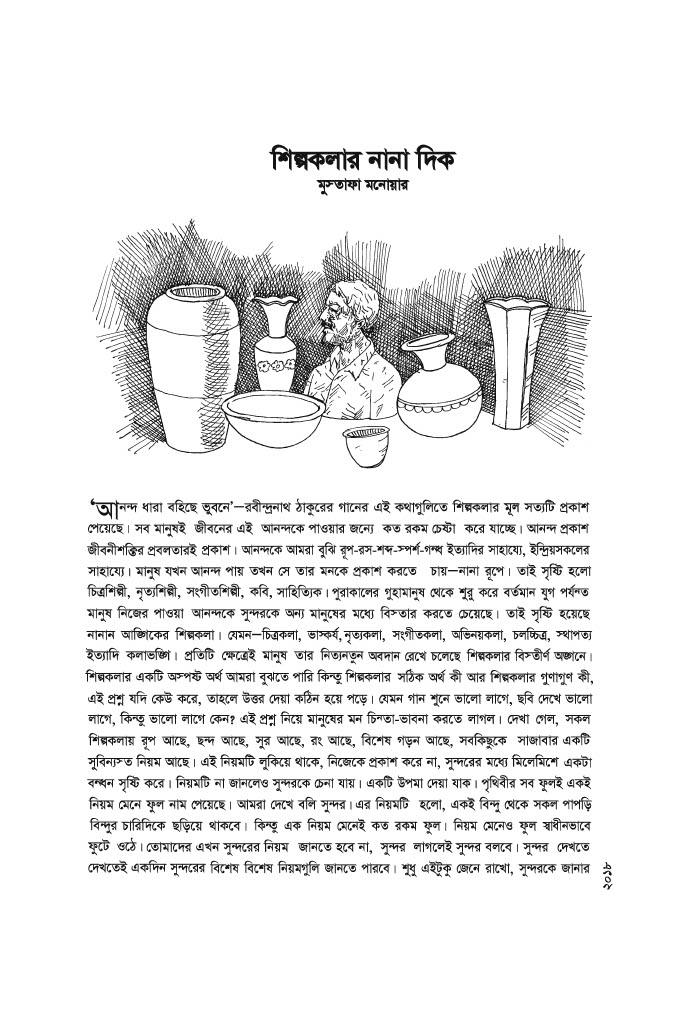 শিল্পকলার নানা দিক
মুস্তাফা মনোয়ার
‘আনন্দ ধারা বহিছে ভুবনে’—রবীন্দ্রনাথ ঠাকুরের গানের এই কথাগুলিতে শিল্পকলার মূল সত্যটি প্রকাশ
পেয়েছে। সব মানুষই জীবনের এই আনন্দকে পাওয়ার জন্যে কত রকম চেষ্টা করে যাচ্ছে। আনন্দ প্রকাশ
জীবনীশক্তির প্রবলতারই প্রকাশ। আনন্দকে আমরা বুঝি রূপ-রস-শব্দ-স্পর্শ-গন্ধ ইত্যাদির সাহায্যে, ইন্দ্রিয়সকলের
সাহায্যে। মানুষ যখন আনন্দ পায় তখন সে তার মনকে প্রকাশ করতে চায়—নানা রূপে। তাই সৃষ্টি হলো
চিত্রশিল্পী, নৃত্যশিল্পী, সংগীতশিল্পী, কবি, সাহিত্যিক। পুরাকালের গুহামানুষ থেকে শুরু করে বর্তমান যুগ পর্যন্ত
মানুষ নিজের পাওয়া আনন্দকে সুন্দরকে অন্য মানুষের মধ্যে বিস্তার করতে চেয়েছে। তাই সৃষ্টি হয়েছে
নানান আঙ্গিকের শিল্পকলা। যেমন—চিত্রকলা, ভাস্কর্য, নৃত্যকলা, সংগীতকলা, অভিনয়কলা, চলচ্চিত্র, স্থাপত্য
ইত্যাদি কলাভঙ্গি। প্রতিটি ক্ষেত্রেই মানুষ তার নিত্যনতুন অবদান রেখে চলেছে শিল্পকলার বিস্তীর্ণ অঙ্গনে।
শিল্পকলার একটি অস্পষ্ট অর্থ আমরা বুঝতে পারি কিন্তু শিল্পকলার সঠিক অর্থ কী আর শিল্পকলার গুণাগুণ কী,
এই প্রশ্ন যদি কেউ করে, তাহলে উত্তর দেয়া কঠিন হয়ে পড়ে। যেমন গান শুনে ভালো লাগে, ছবি দেখে ভালো
লাগে, কিন্তু ভালো লাগে কেন? এই প্রশ্ন নিয়ে মানুষের মন চিন্তা-ভাবনা করতে লাগল। দেখা গেল, সকল
শিল্পকলায় রূপ আছে, ছন্দ আছে, সুর আছে, রং আছে, বিশেষ গড়ন আছে, সবকিছুকে সাজাবার একটি
সুবিন্যস্ত নিয়ম আছে। এই নিয়মটি লুকিয়ে থাকে, নিজেকে প্রকাশ করে না, সুন্দরের মধ্যে মিলেমিশে একটা
বন্ধন সৃষ্টি করে। নিয়মটি না জানলেও সুন্দরকে চেনা যায়। একটি উপমা দেয়া যাক। পৃথিবীর সব ফুলই একই
নিয়ম মেনে ফুল নাম পেয়েছে। আমরা দেখে বলি সুন্দর। এর নিয়মটি হলো, একই বিন্দু থেকে সকল পাপড়ি
বিন্দুর চারিদিকে ছড়িয়ে থাকবে। কিন্তু এক নিয়ম মেনেই কত রকম ফুল। নিয়ম মেনেও ফুল স্বাধীনভাবে
ফুটে ওঠে। তোমাদের এখন সুন্দরের নিয়ম জানতে হবে না, সুন্দর লাগলেই সুন্দর বলবে। সুন্দর দেখতে
দেখতেই একদিন সুন্দরের বিশেষ বিশেষ নিয়মগুলি জানতে পারবে। শুধু এইটুকু জেনে রাখো, সুন্দরকে জানার
২০১৮